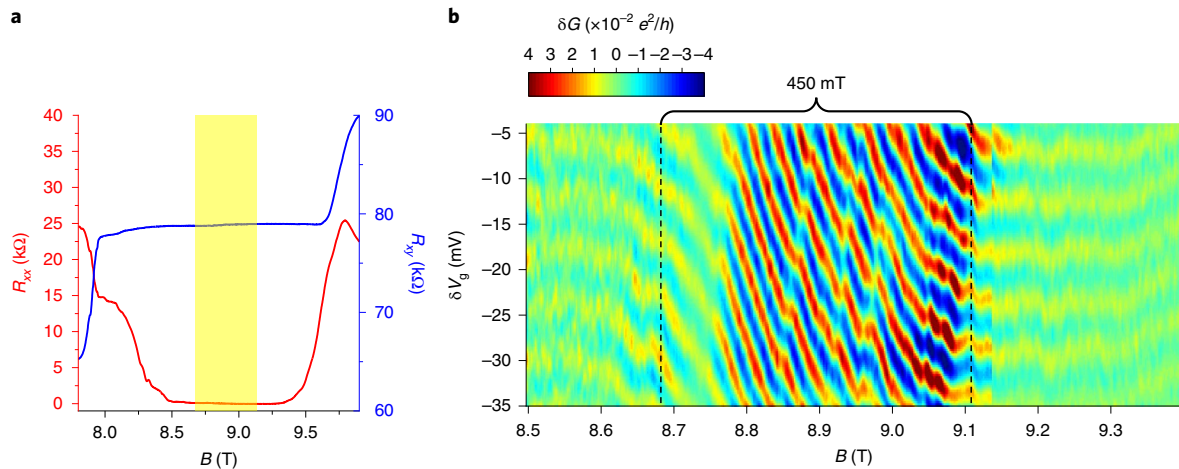 a
R_xx (kΩ)
40
35
30
25
20
15
10
5
0
90
80
70
60
R_xy (kΩ)
8.0 8.5 9.0 9.5
B (T)
b
δG (×10⁻² e²/h)
4 3 2 1 0 −1 −2 −3 −4
450 mT
δV_g (mV)
−5
−10
−15
−20
−25
−30
−35
8.5 8.6 8.7 8.8 8.9 9.0 9.1 9.2 9.3
B (T)